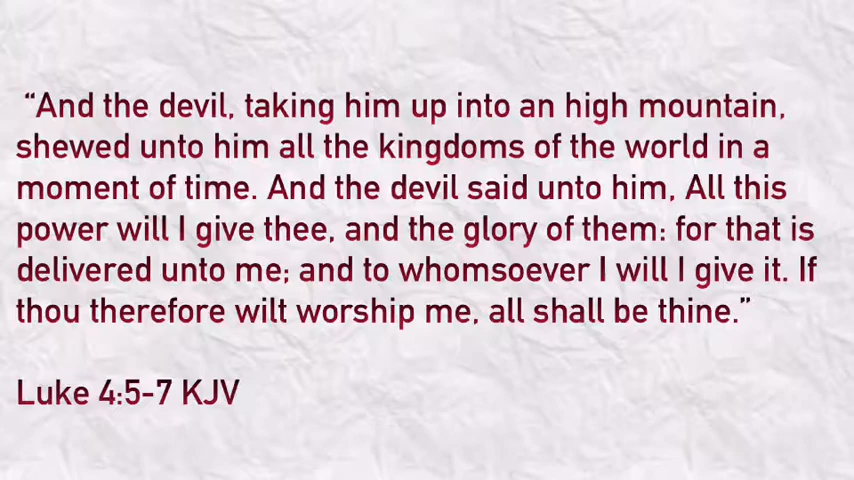 “And the devil, taking him up into an high mountain,
shewed unto him all the kingdoms of the world in a
moment of time. And the devil said unto him, All this
power will I give thee, and the glory of them: for that is
delivered unto me; and to whomsoever I will I give it. If
thou therefore wilt worship me, all shall be thine.”
Luke 4:5-7 KJV